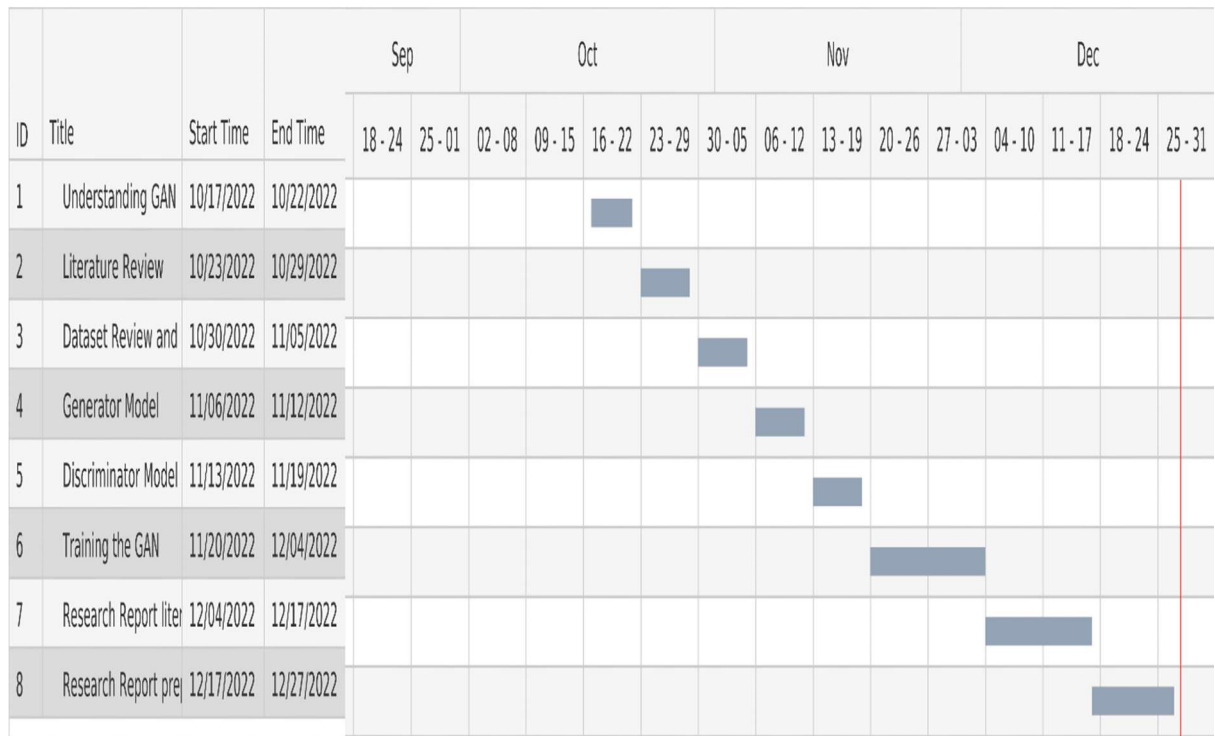 Sep Oct Nov Dec
ID Title Start Time End Time 18 - 24 25 - 01 02 - 08 09 - 15 16 - 22 23 - 29 30 - 05 06 - 12 13 - 19 20 - 26 27 - 03 04 - 10 11 - 17 18 - 24 25 - 31
1 Understanding GAN 10/17/2022 10/22/2022
2 Literature Review 10/23/2022 10/29/2022
3 Dataset Review and 10/30/2022 11/05/2022
4 Generator Model 11/06/2022 11/12/2022
5 Discriminator Model 11/13/2022 11/19/2022
6 Training the GAN 11/20/2022 12/04/2022
7 Research Report liter 12/04/2022 12/17/2022
8 Research Report prep 12/17/2022 12/27/2022